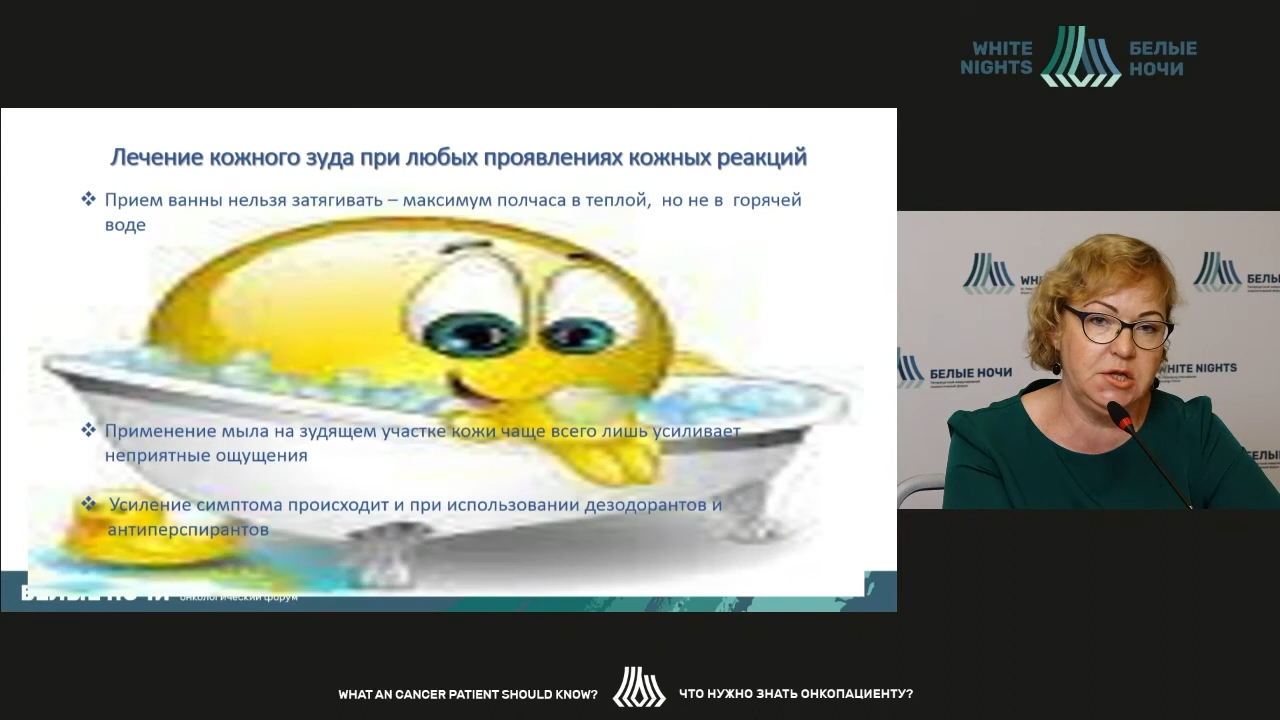 WHITE
NIGHTS
БЕЛЫЕ
НОЧИ
Лечение кожного зуда при любых проявлениях кожных реакций
❖ Прием ванны нельзя затягивать – максимум полчаса в теплой, но не в горячей
воде
❖ Применение мыла на зудящем участке кожи чаще всего лишь усиливает
неприятные ощущения
❖ Усиление симптома происходит и при использовании дезодорантов и
антиперспирантов
онкологический форум
БЕЛЫЕ НОЧИ
WHITE NIGHTS
WHAT AN CANCER PATIENT SHOULD KNOW?
ЧТО НУЖНО ЗНАТЬ ОНКОПАЦИЕНТУ?